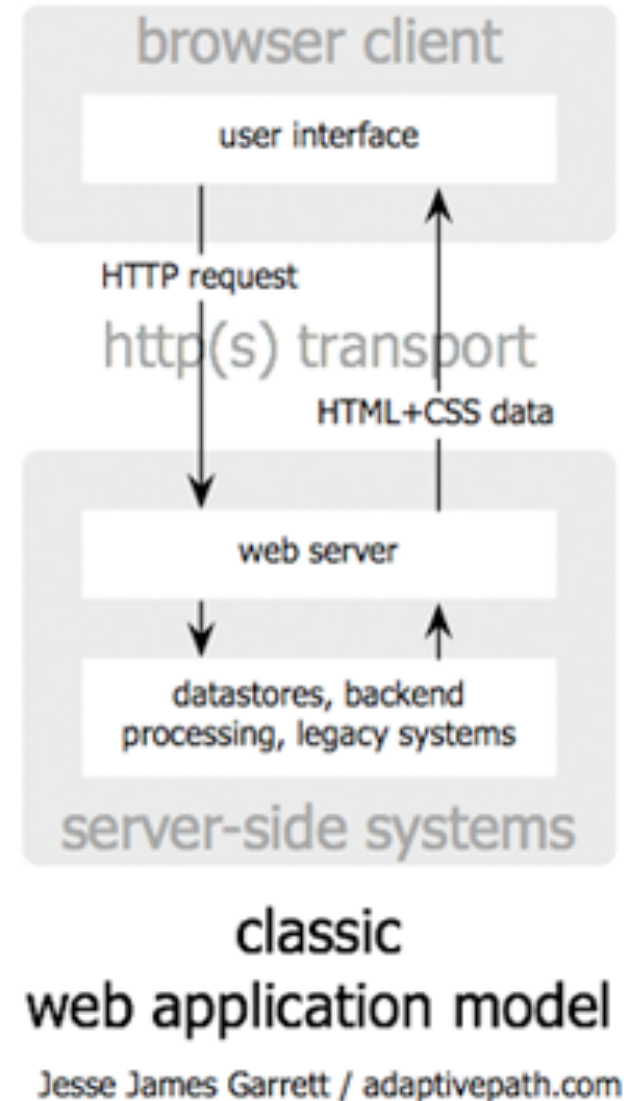 browser client
user interface
HTTP request
http(s) transport
HTML+CSS data
web server
datastores, backend
processing, legacy systems
server-side systems
classic
web application model
Jesse James Garrett / adaptivepath.com